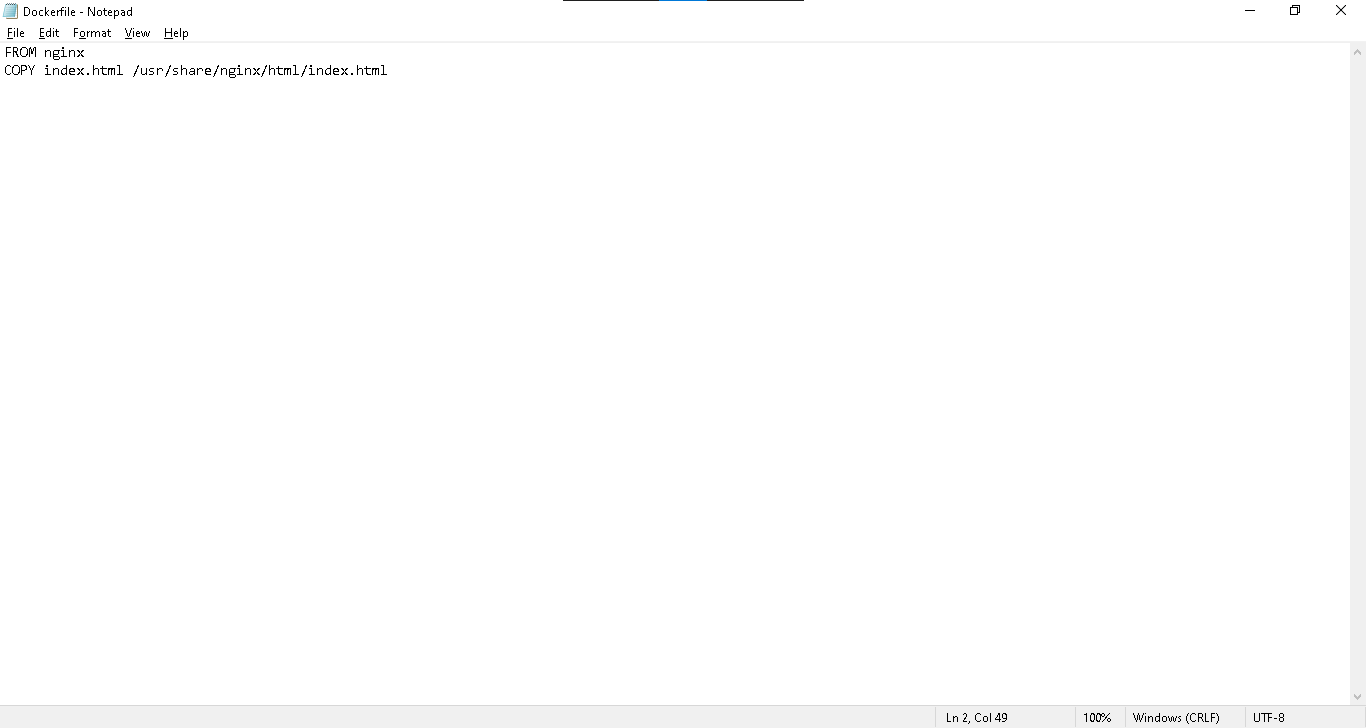 Dockerfile - Notepad
File Edit Format View Help
FROM nginx
COPY index.html /usr/share/nginx/html/index.html
Ln 2, Col 49 100% Windows (CRLF) UTF-8